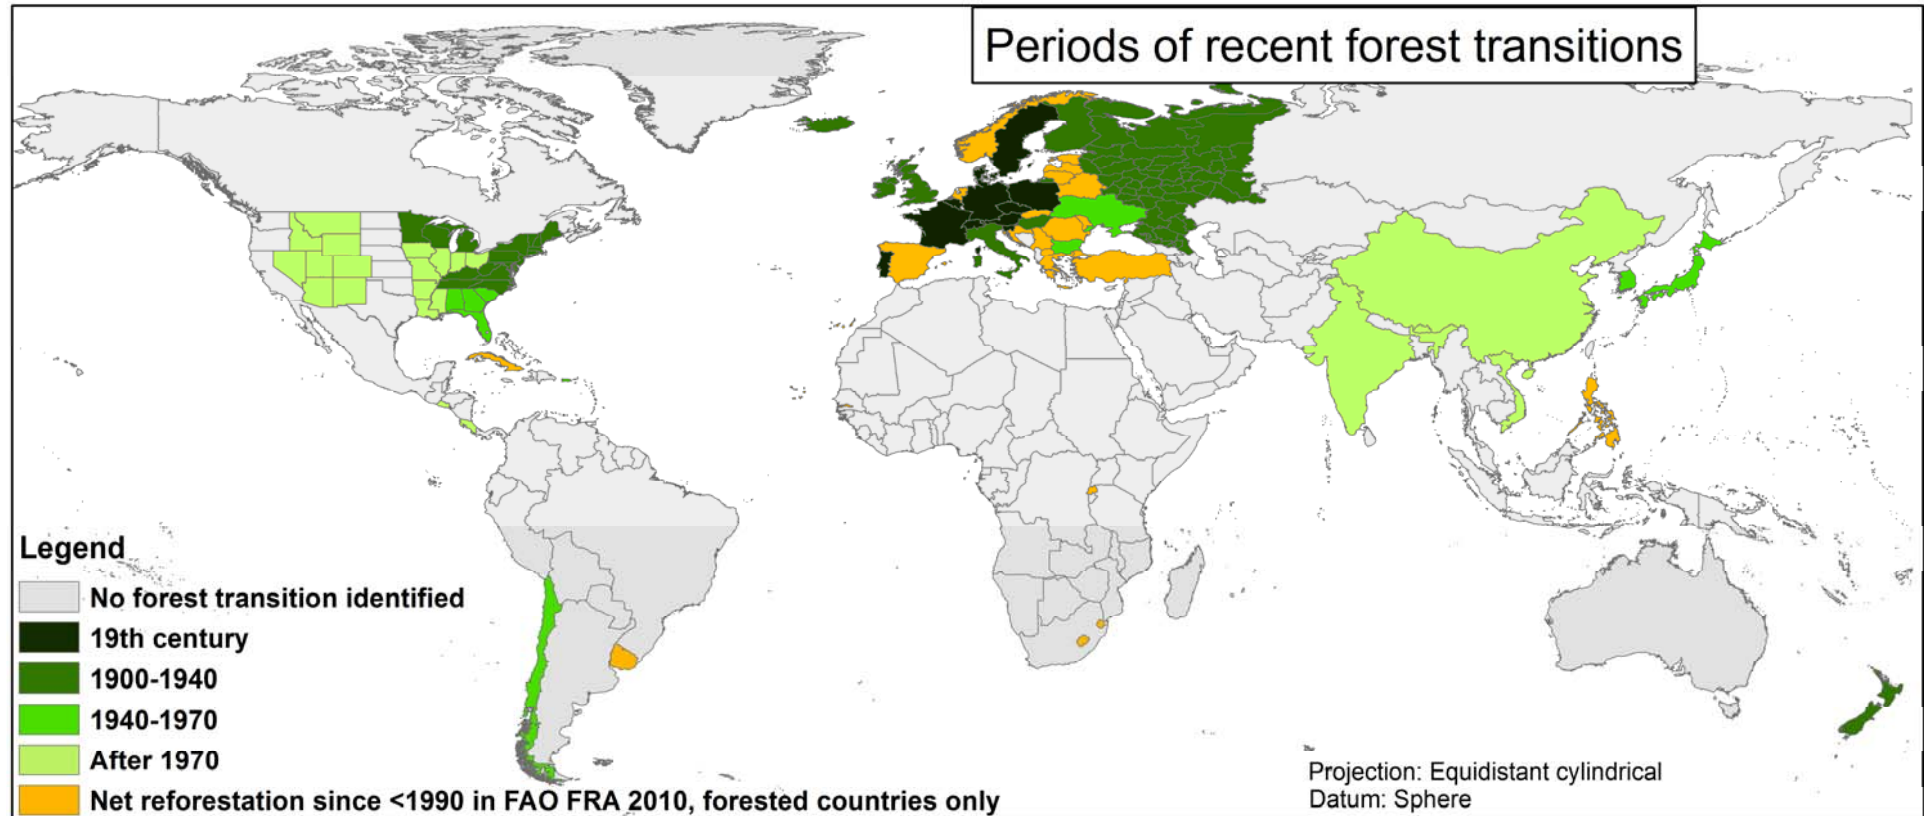 Periods of recent forest transitions
Legend
No forest transition identified
19th century
1900-1940
1940-1970
After 1970
Net reforestation since <1990 in FAO FRA 2010, forested countries only
Projection: Equidistant cylindrical
Datum: Sphere